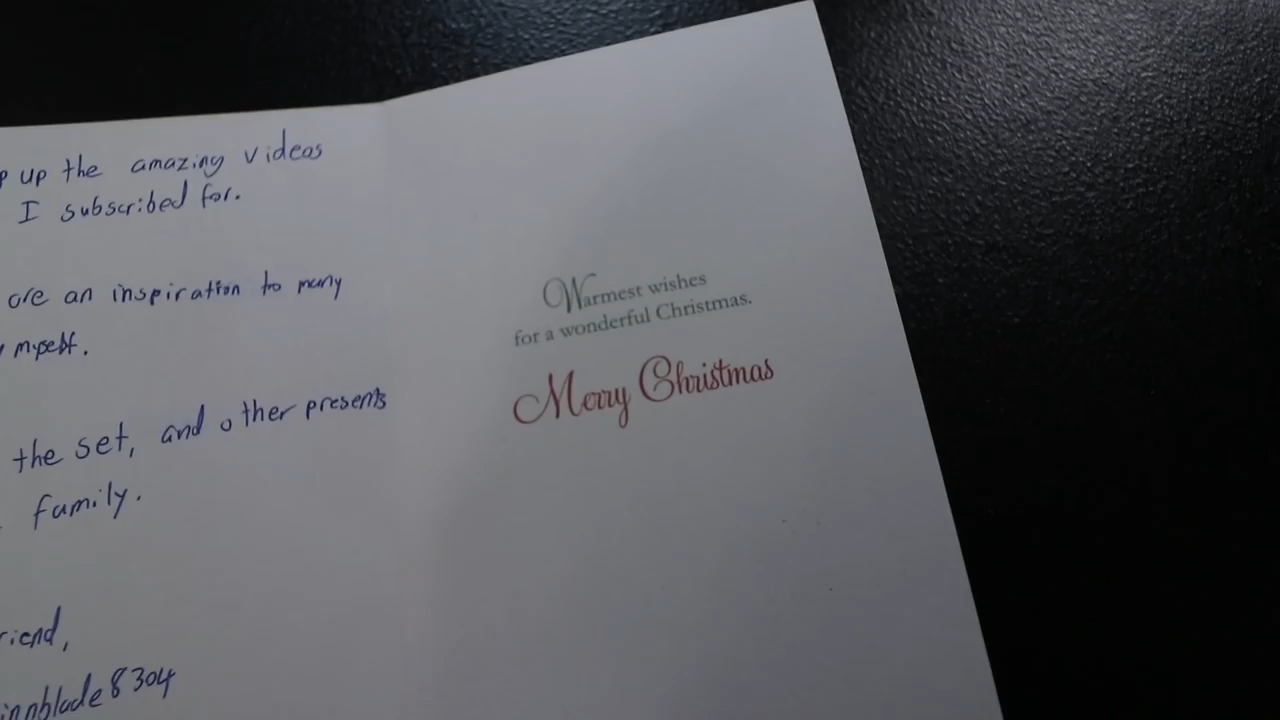 up the amazing videos
I subscribed for.
are an inspiration to many
myself.
the set, and other presents
family.
Warmest wishes
for a wonderful Christmas.
Merry Christmas